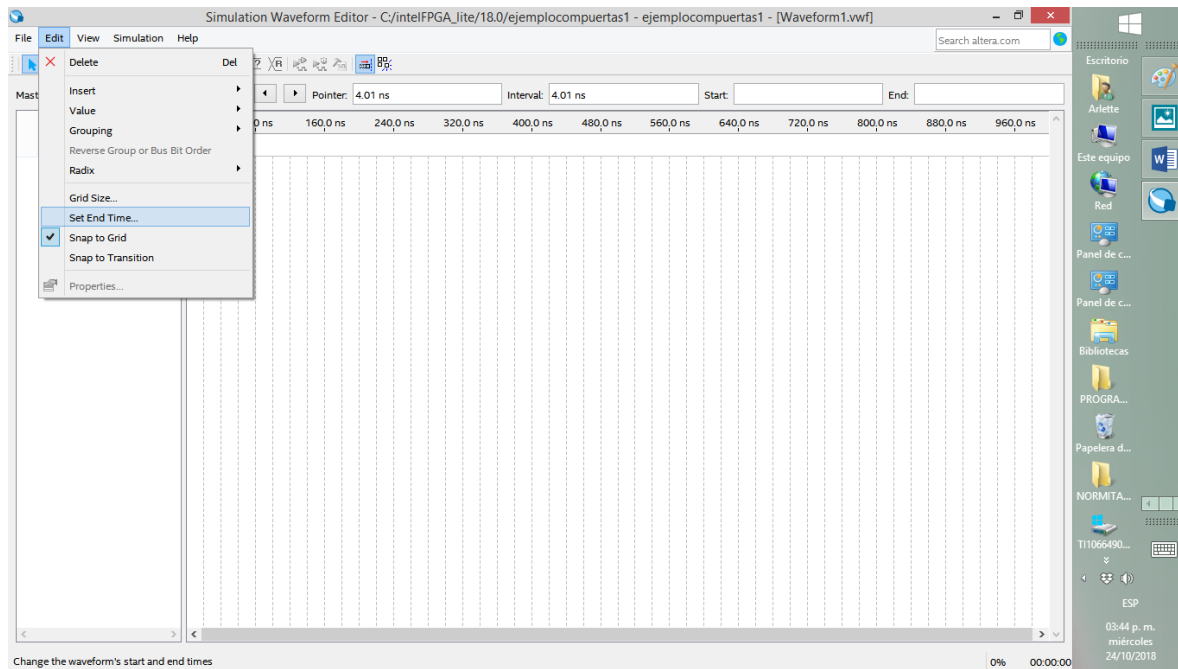 Simulation Waveform Editor - C:/intelFPGA_lite/18.0/ejemplocompuertas1 - ejemplocompuertas1 - [Waveform1.vwf]
File Edit View Simulation Help
Search altera.com
Mast
Pointer: 4.01 ns
Interval: 4.01 ns
Start:
End:
Delete Del
Insert
Value
Grouping
Reverse Group or Bus Bit Order
Radix
Grid Size...
Set End Time...
Snap to Grid
Snap to Transition
Properties...
0 ns 160.0 ns 240.0 ns 320.0 ns 400.0 ns 480.0 ns 560.0 ns 640.0 ns 720.0 ns 800.0 ns 880.0 ns 960.0 ns
Change the waveform's start and end times
0% 00:00:00
Escritorio
Arlette
Este equipo
Red
Panel de c...
Panel de c...
Bibliotecas
PROGRA...
Papelera d...
NORMITA...
TI1066490...
ESP
03:44 p. m.
miércoles
24/10/2018